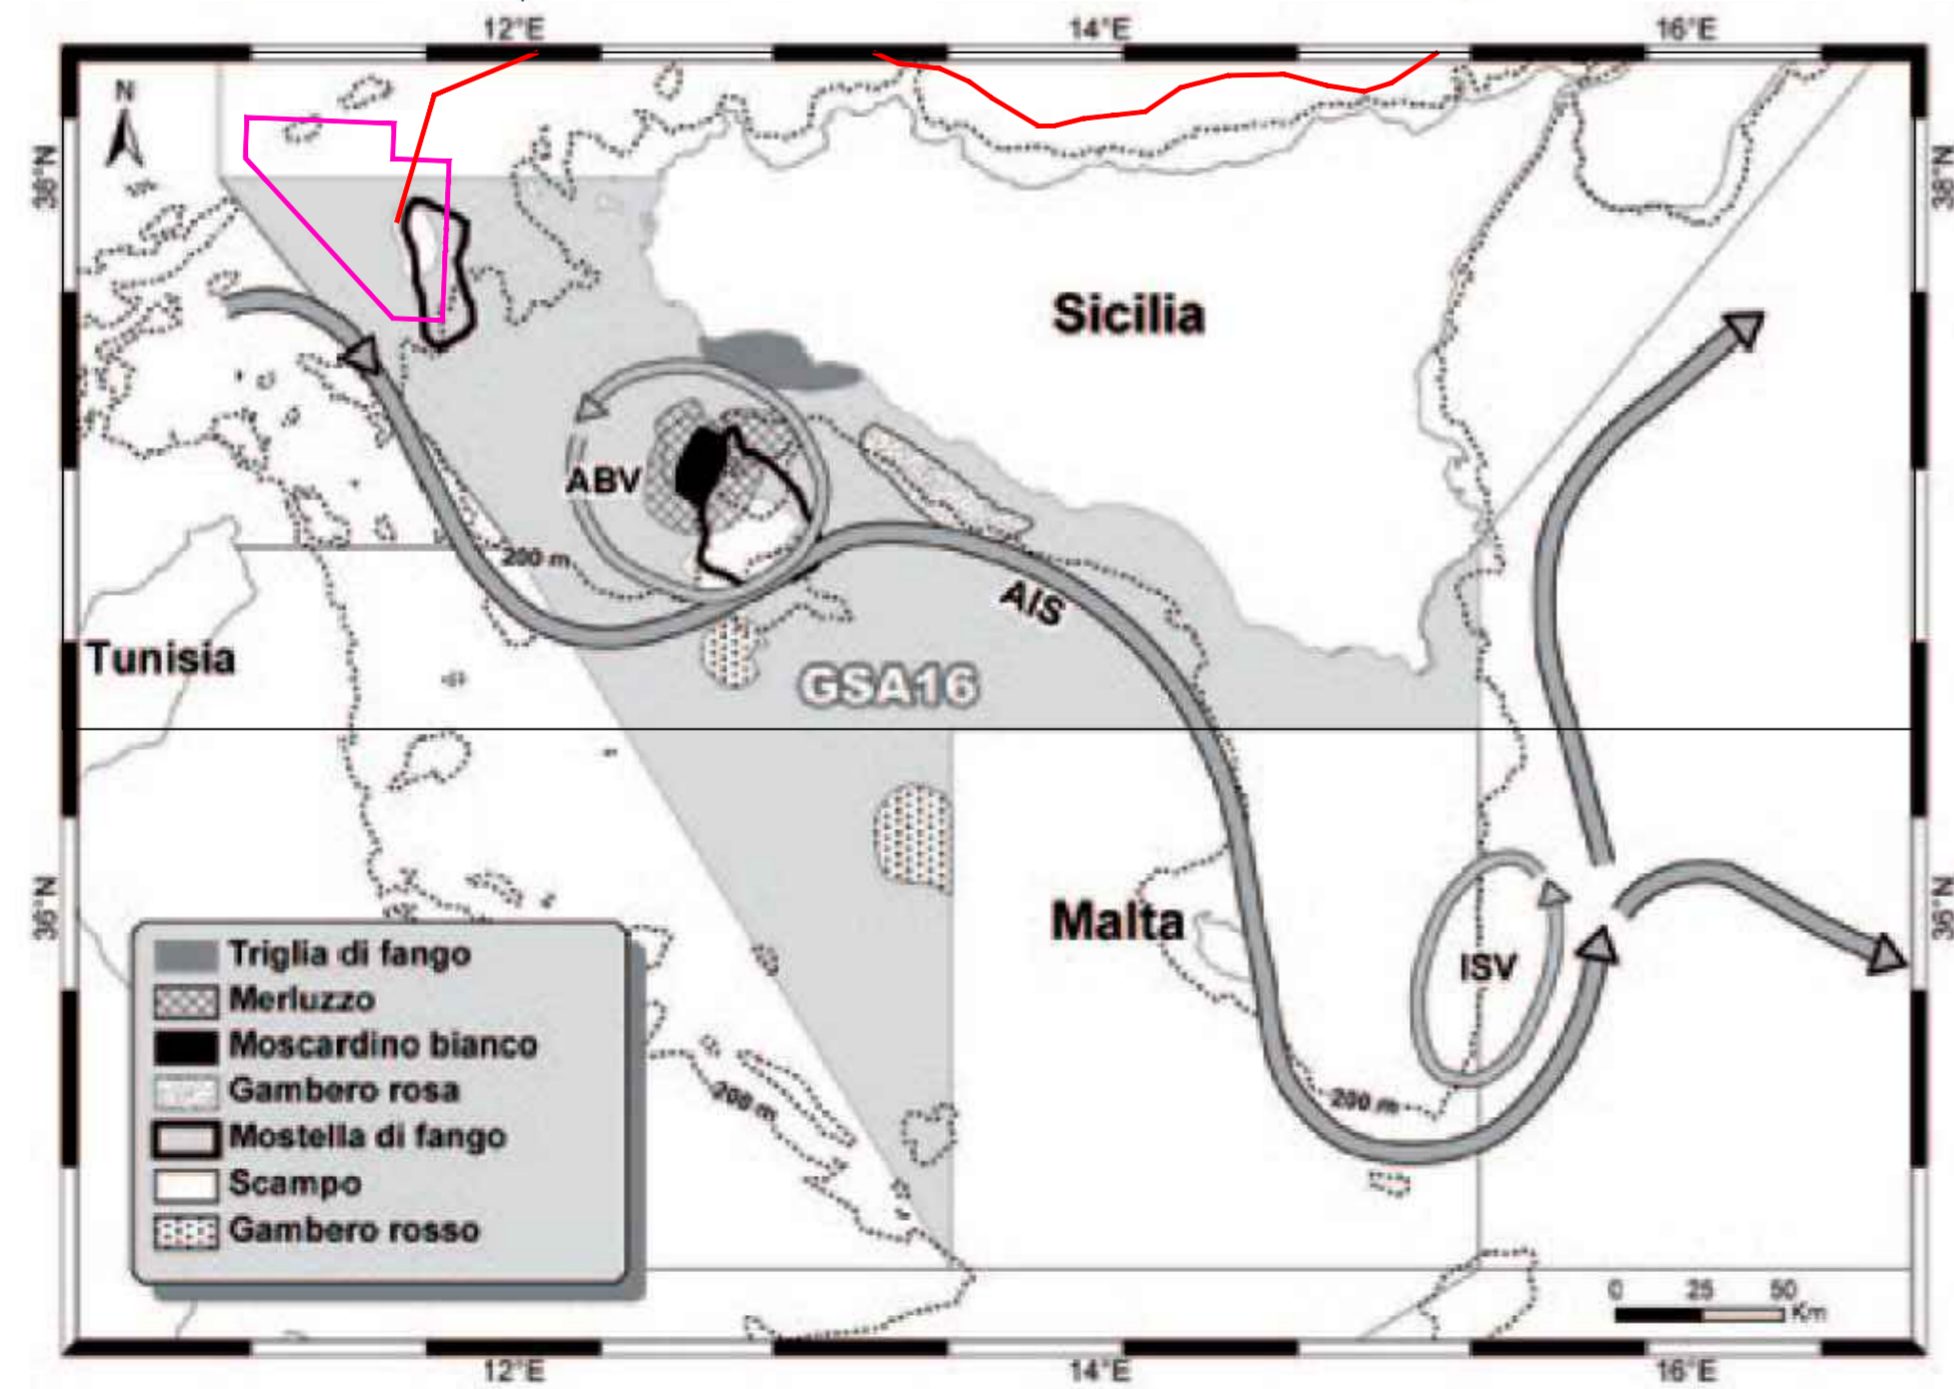 12°E 14°E 16°E
N
38°N 38°N
Sicilia
ABV
200 m
AIS
Tunisia
GSA16
36°N 36°N
Malta
ISV
Triglia di fango
Merluzzo
Moscardino bianco
Gambero rosa
Mostella di fango
Scampo
Gambero rosso
200 m
200 m
0 25 50
Km
12°E 14°E 16°E